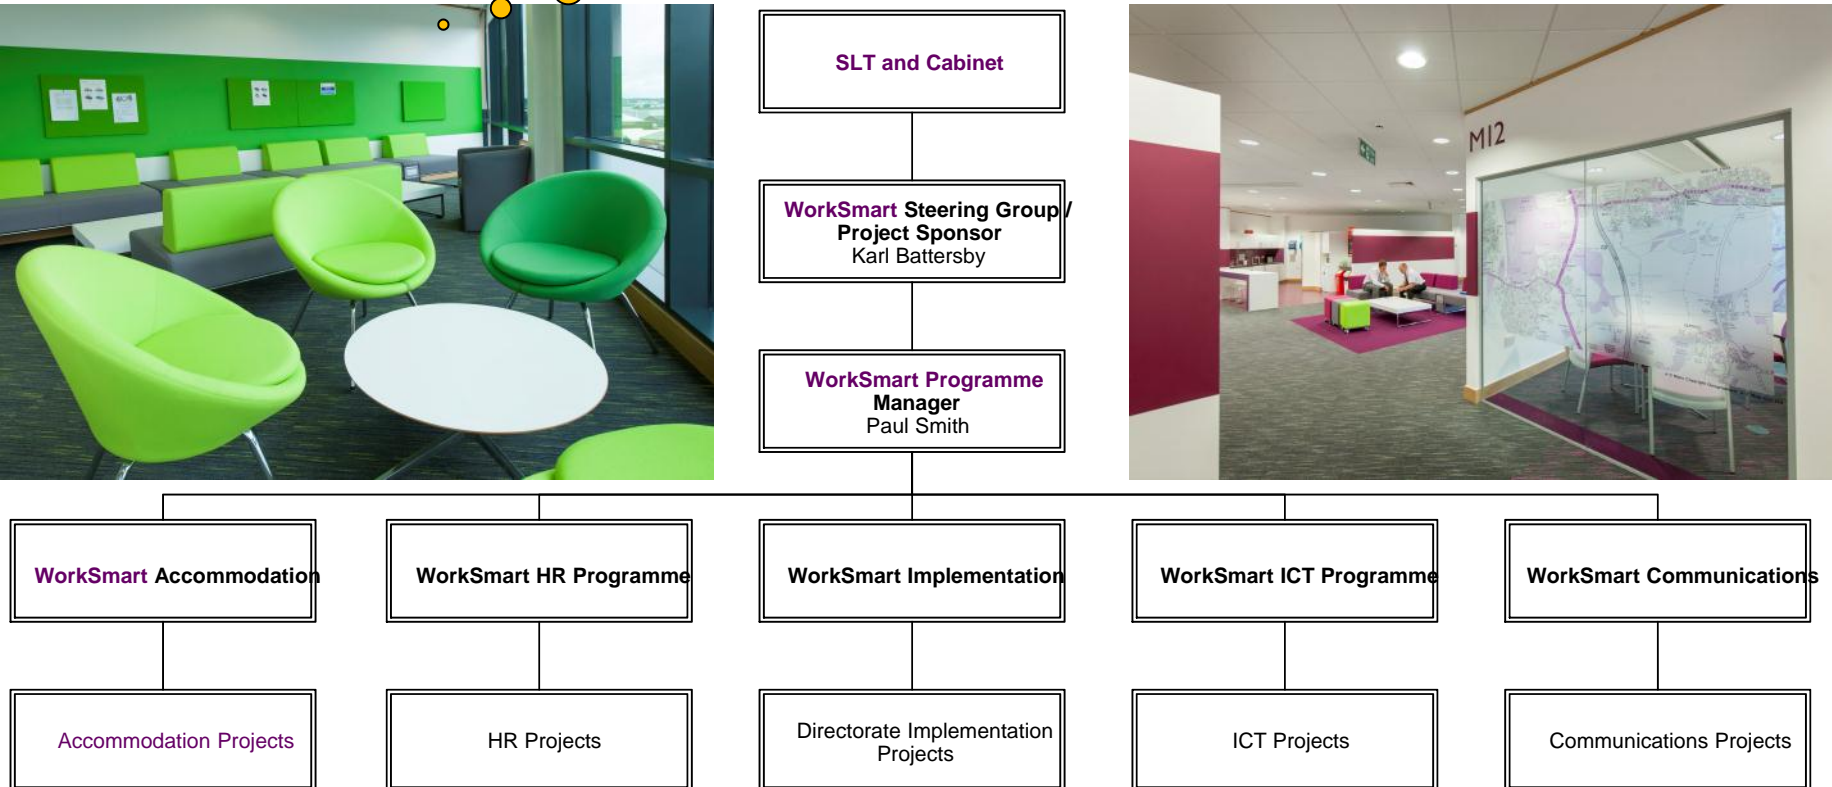 SLT and Cabinet
M12
WorkSmart Steering Group /
Project Sponsor
Karl Battersby
WorkSmart Programme
Manager
Paul Smith
WorkSmart Accommodation
WorkSmart HR Programme
WorkSmart Implementation
WorkSmart ICT Programme
WorkSmart Communications
Accommodation Projects
HR Projects
Directorate Implementation
Projects
ICT Projects
Communications Projects